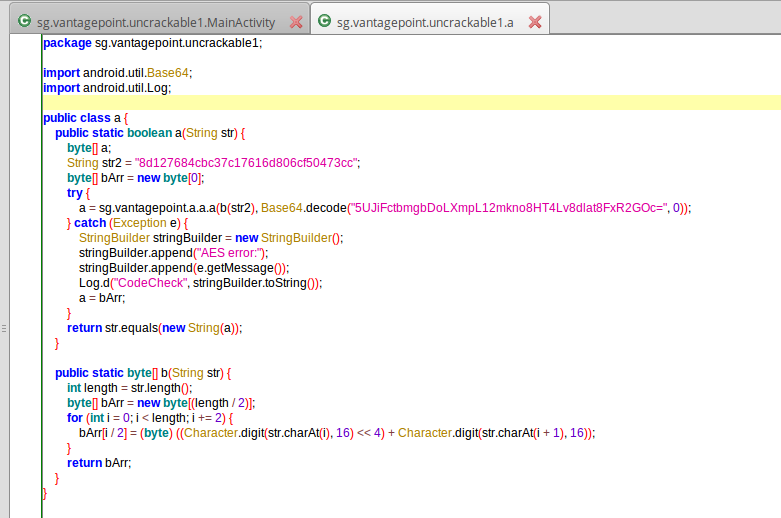 sg.vantagepoint.uncrackable1.MainActivity sg.vantagepoint.uncrackable1.a
package sg.vantagepoint.uncrackable1;

import android.util.Base64;
import android.util.Log;

public class a {
    public static boolean a(String str) {
        byte[] a;
        String str2 = "8d127684cbc37c17616d806cf50473cc";
        byte[] bArr = new byte[0];
        try {
            a = sg.vantagepoint.a.a.a(b(str2), Base64.decode("5UJiFctbmgbDoLXmpL12mkno8HT4Lv8dlat8FxR2GOc=", 0));
        } catch (Exception e) {
            StringBuilder stringBuilder = new StringBuilder();
            stringBuilder.append("AES error:");
            stringBuilder.append(e.getMessage());
            Log.d("CodeCheck", stringBuilder.toString());
            a = bArr;
        }
        return str.equals(new String(a));
    }

    public static byte[] b(String str) {
        int length = str.length();
        byte[] bArr = new byte[(length / 2)];
        for (int i = 0; i < length; i += 2) {
            bArr[i / 2] = (byte) ((Character.digit(str.charAt(i), 16) << 4) + Character.digit(str.charAt(i + 1), 16));
        }
        return bArr;
    }
}